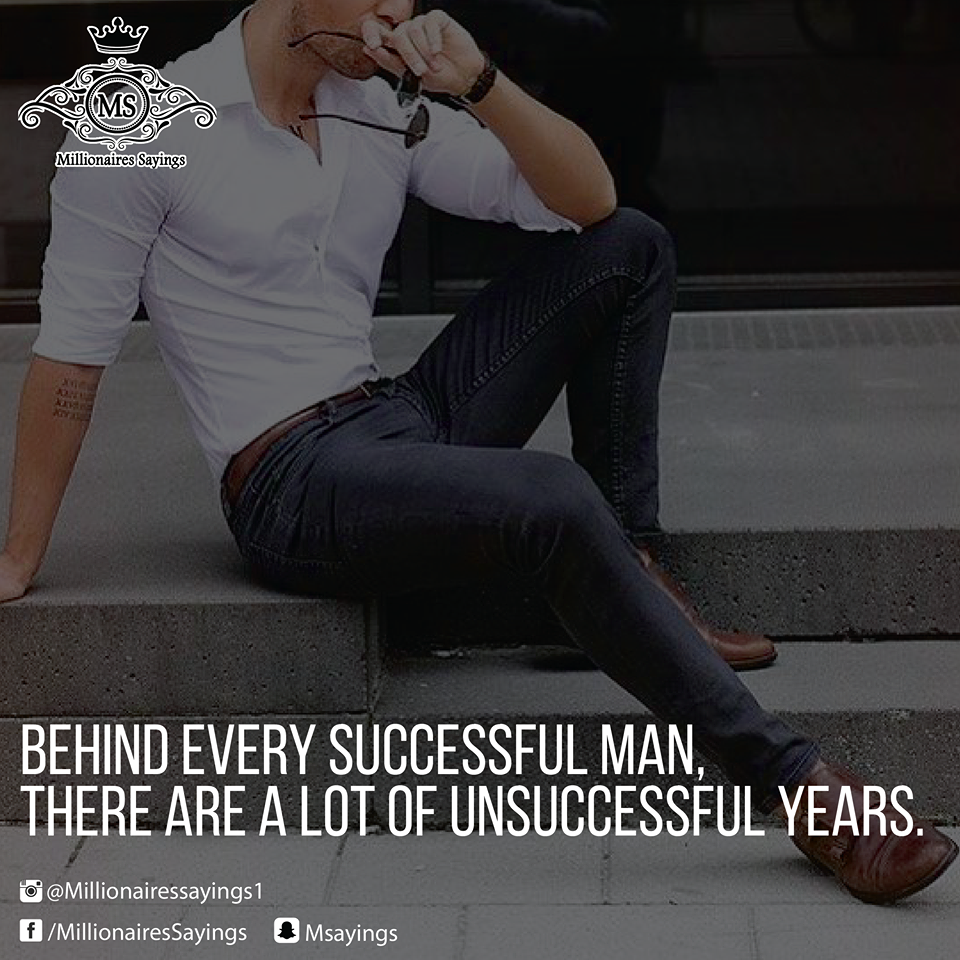 MS
Millionaires Sayings
BEHIND EVERY SUCCESSFUL MAN,
THERE ARE A LOT OF UNSUCCESSFUL YEARS.
@Millionairessayings1
/MillionairesSayings
Msayings